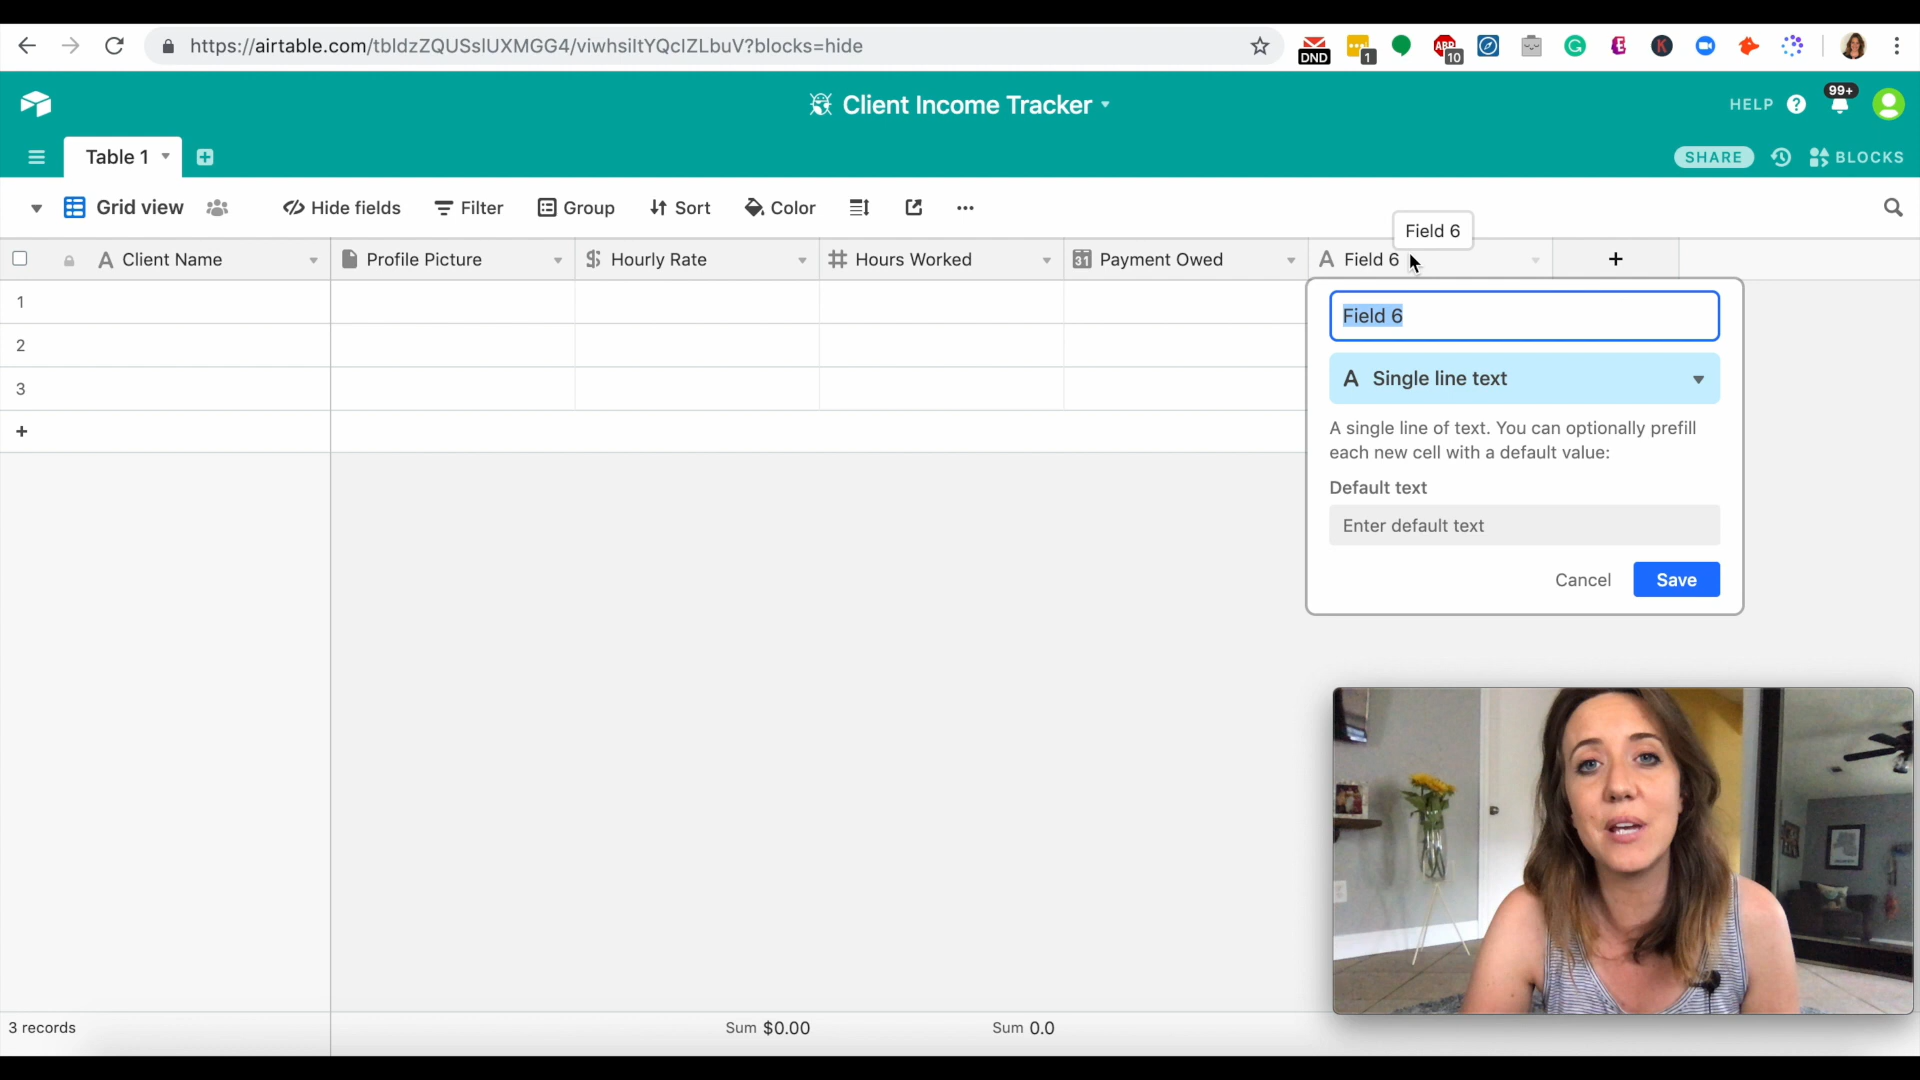 https://airtable.com/tbldzZQUSslUXMGG4/viwhsiltYQcIZLbuV?blocks=hide
DND
1
ABP
10
Client Income Tracker
HELP
?
99+
Table 1
SHARE
BLOCKS
Grid view
Hide fields
Filter
Group
Sort
Color
Field 6
A Client Name
Profile Picture
$ Hourly Rate
Hours Worked
31 Payment Owed
A Field 6
+
1
2
3
+
Field 6
A Single line text
A single line of text. You can optionally prefill
each new cell with a default value:
Default text
Enter default text
Cancel
Save
3 records
Sum $0.00
Sum 0.0